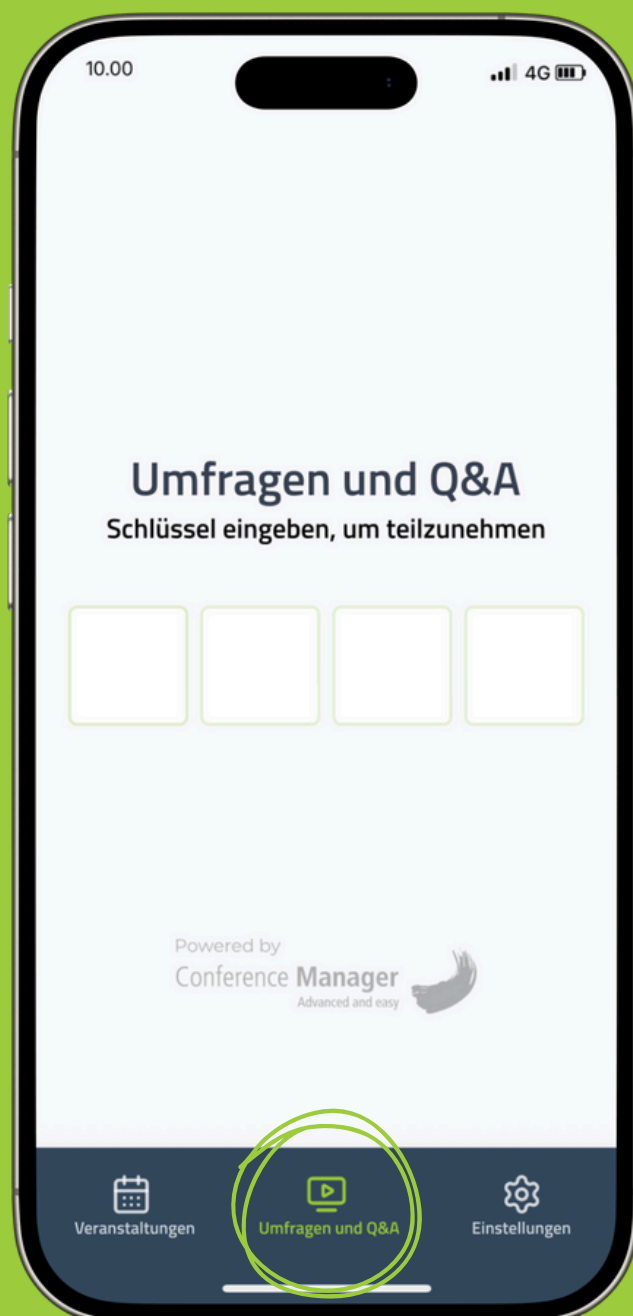 10.00
4G
Umfragen und Q&A
Schlüssel eingeben, um teilzunehmen
Powered by
Conference Manager
Advanced and easy
Veranstaltungen
Umfragen und Q&A
Einstellungen